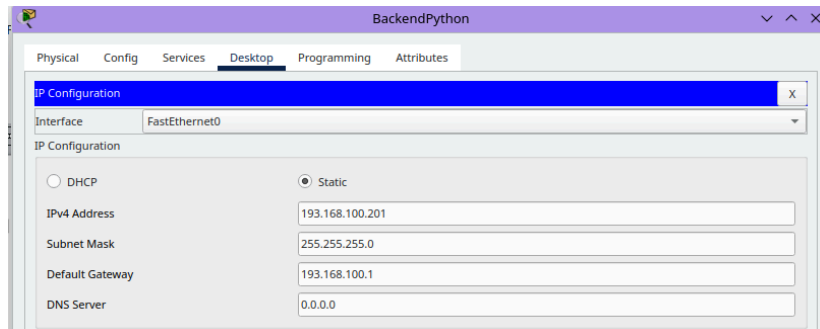 BackendPython
Physical Config Services Desktop Programming Attributes
IP Configuration X
Interface FastEthernet0
IP Configuration
DHCP Static
IPv4 Address 193.168.100.201
Subnet Mask 255.255.255.0
Default Gateway 193.168.100.1
DNS Server 0.0.0.0